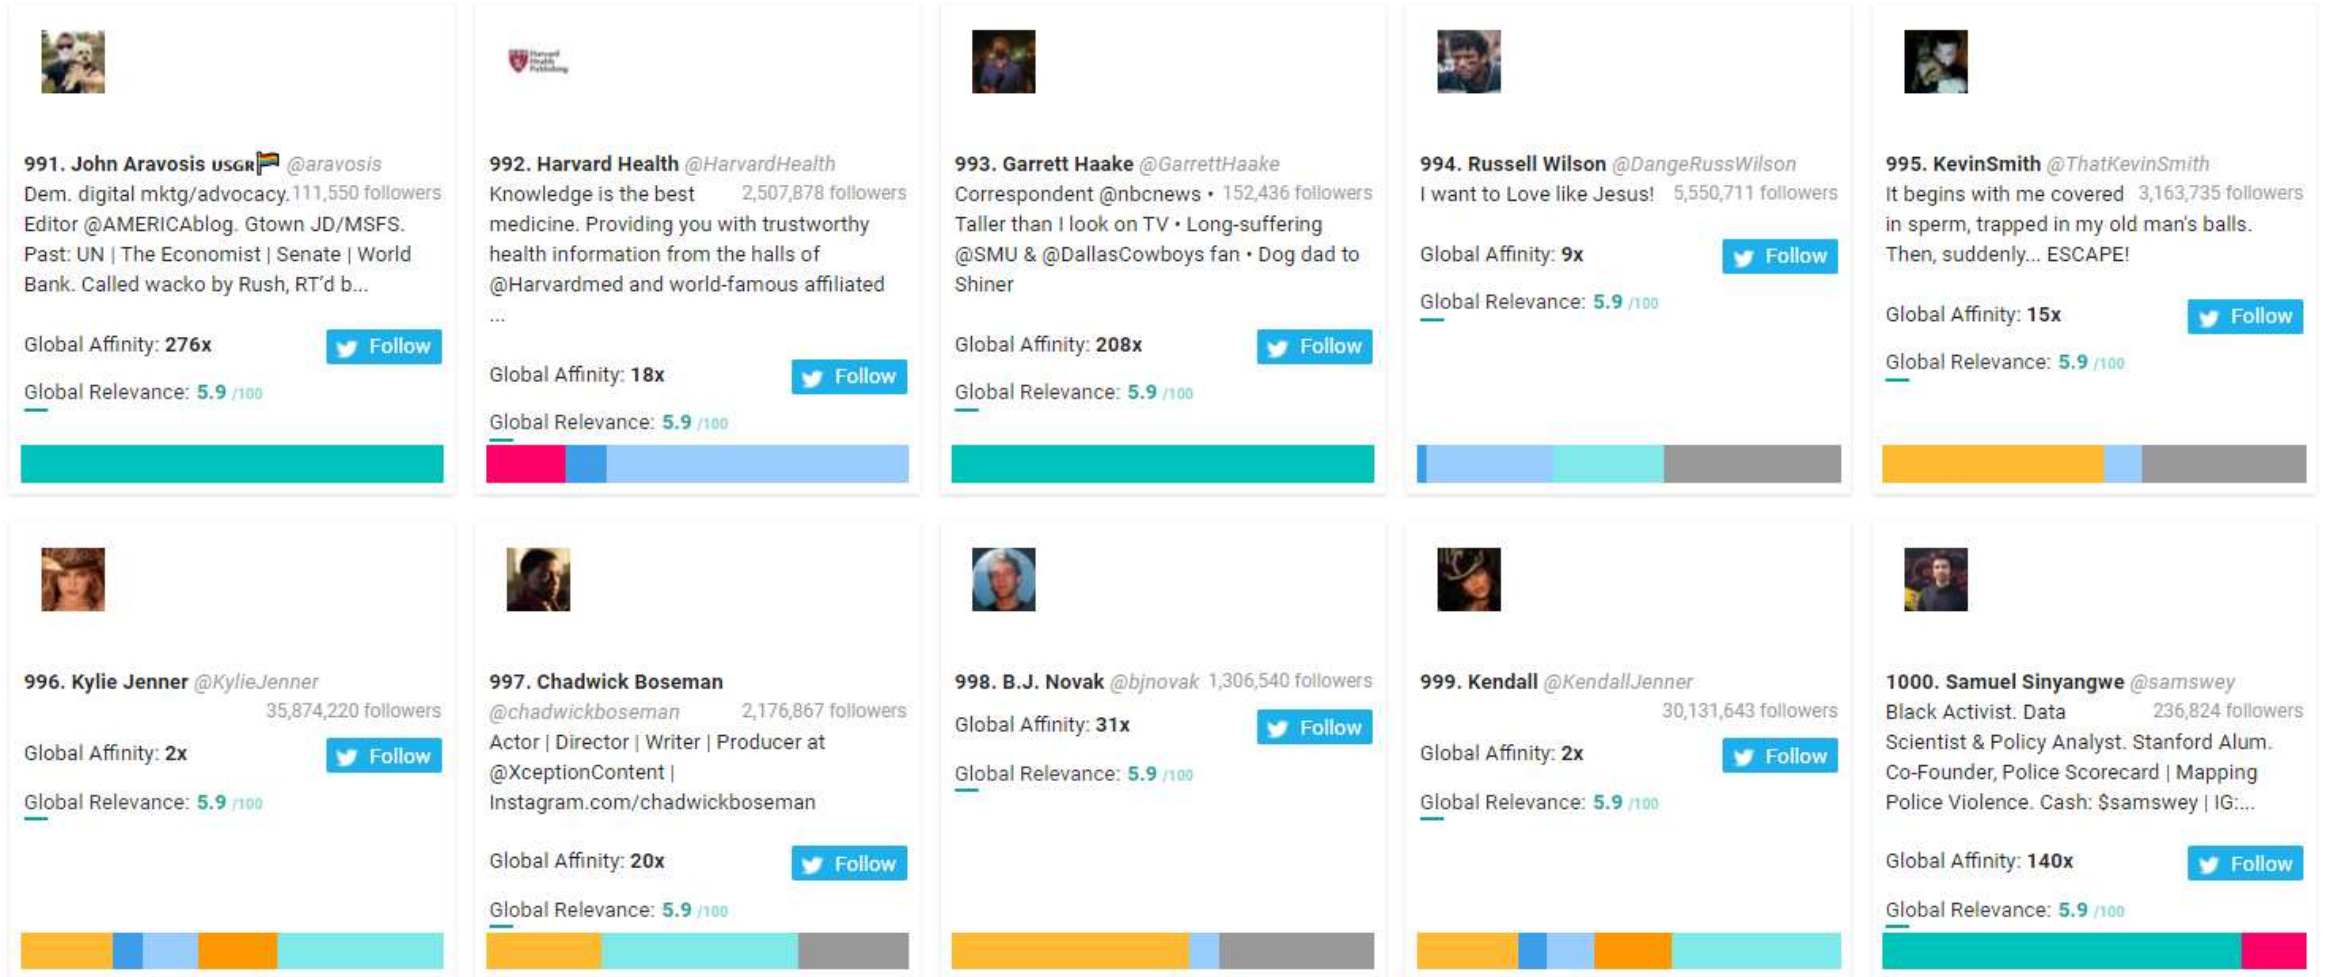 Harvard
Health
Publishing
991. John Aravosis ᴜꜱɢʀ🏳️‍🌈 @aravosis
Dem. digital mktg/advocacy. 111,550 followers
Editor @AMERICAblog. Gtown JD/MSFS.
Past: UN | The Economist | Senate | World
Bank. Called wacko by Rush, RT'd b...
Global Affinity: 276x
Follow
Global Relevance: 5.9 /100
992. Harvard Health @HarvardHealth
Knowledge is the best 2,507,878 followers
medicine. Providing you with trustworthy
health information from the halls of
@Harvardmed and world-famous affiliated
...
Global Affinity: 18x
Follow
Global Relevance: 5.9 /100
993. Garrett Haake @GarrettHaake
Correspondent @nbcnews • 152,436 followers
Taller than I look on TV • Long-suffering
@SMU & @DallasCowboys fan • Dog dad to
Shiner
Global Affinity: 208x
Follow
Global Relevance: 5.9 /100
994. Russell Wilson @DangeRussWilson
I want to Love like Jesus! 5,550,711 followers
Global Affinity: 9x
Follow
Global Relevance: 5.9 /100
995. KevinSmith @ThatKevinSmith
It begins with me covered 3,163,735 followers
in sperm, trapped in my old man's balls.
Then, suddenly... ESCAPE!
Global Affinity: 15x
Follow
Global Relevance: 5.9 /100
996. Kylie Jenner @KylieJenner
35,874,220 followers
Global Affinity: 2x
Follow
Global Relevance: 5.9 /100
997. Chadwick Boseman
@chadwickboseman 2,176,867 followers
Actor | Director | Writer | Producer at
@XceptionContent |
Instagram.com/chadwickboseman
Global Affinity: 20x
Follow
Global Relevance: 5.9 /100
998. B.J. Novak @bjnovak 1,306,540 followers
Global Affinity: 31x
Follow
Global Relevance: 5.9 /100
999. Kendall @KendallJenner
30,131,643 followers
Global Affinity: 2x
Follow
Global Relevance: 5.9 /100
1000. Samuel Sinyangwe @samswey
Black Activist. Data 236,824 followers
Scientist & Policy Analyst. Stanford Alum.
Co-Founder, Police Scorecard | Mapping
Police Violence. Cash: $samswey | IG:...
Global Affinity: 140x
Follow
Global Relevance: 5.9 /100